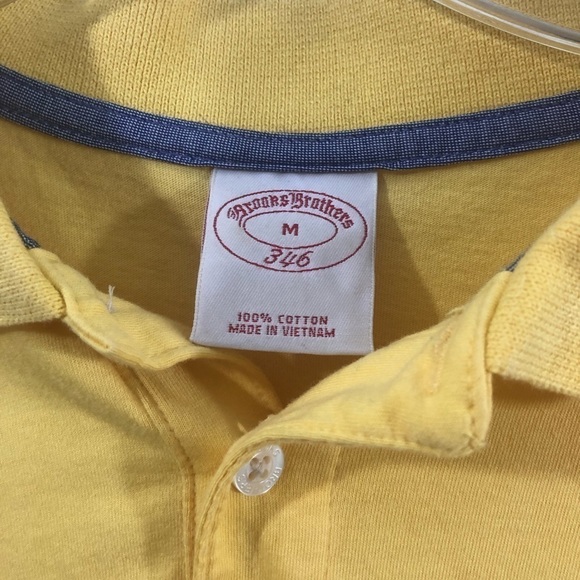 Brooks Brothers
M
346
100% COTTON
MADE IN VIETNAM